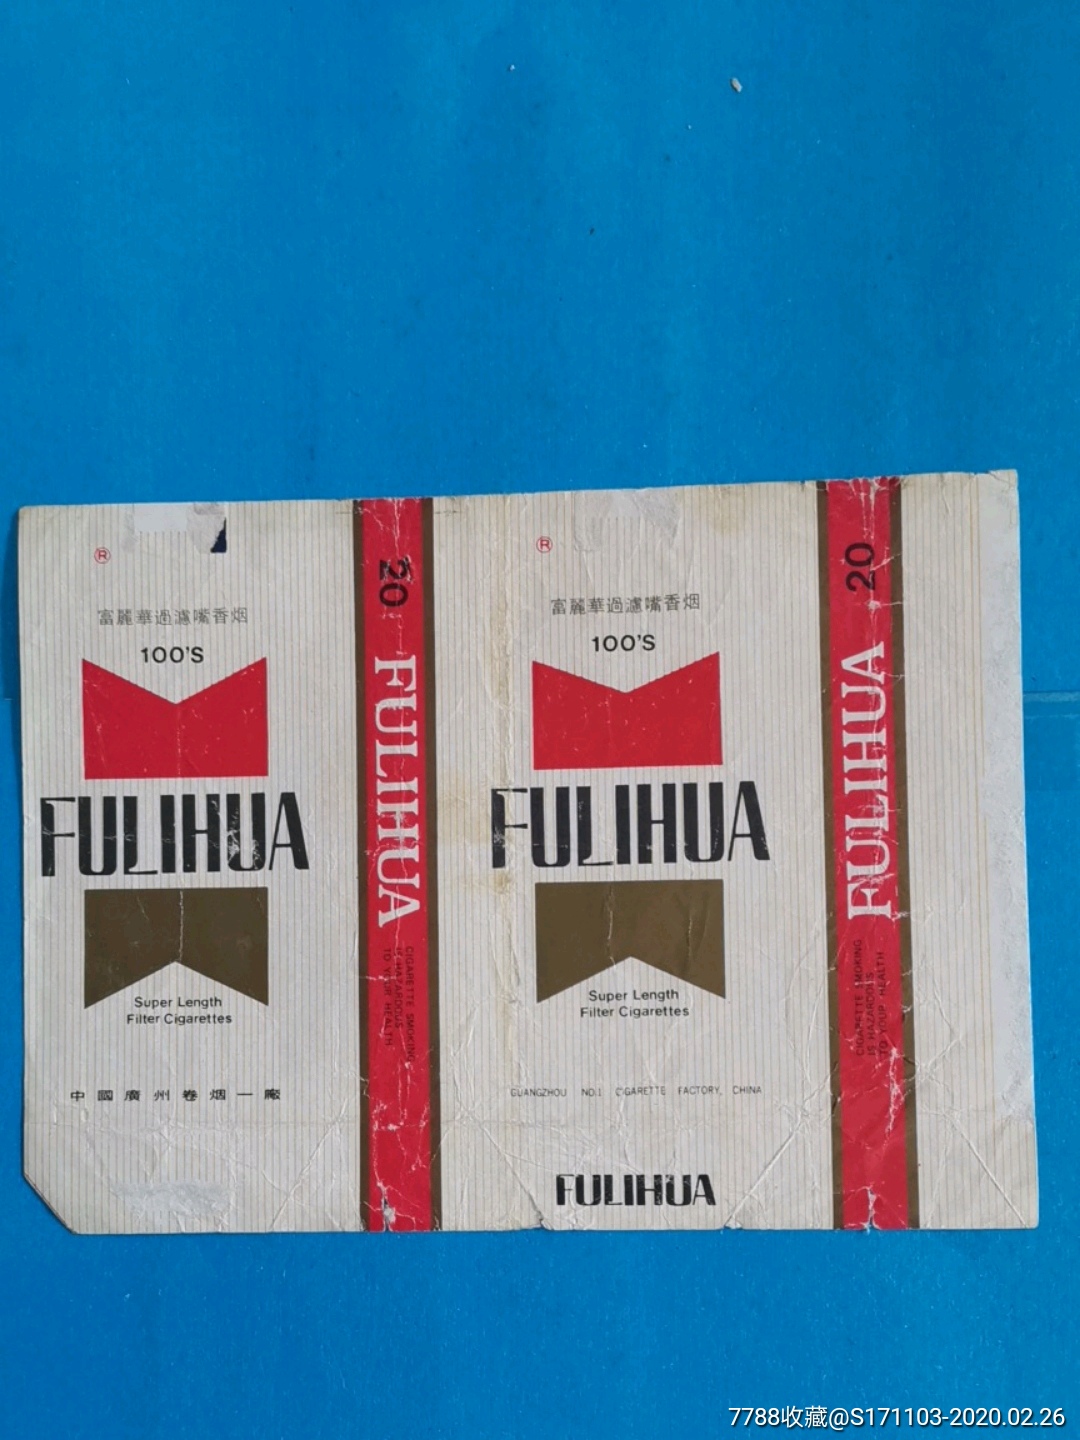 ®
富麗華過濾嘴香烟
100'S
FULIHUA
Super Length
Filter Cigarettes
中國廣州卷烟一廠
20
FULIHUA
CIGARETTE SMOKING
IS HAZARDOUS
TO YOUR HEALTH
®
富麗華過濾嘴香烟
100'S
FULIHUA
Super Length
Filter Cigarettes
GUANGZHOU NO.1 CIGARETTE FACTORY, CHINA
FULIHUA
20
FULIHUA
CIGARETTE SMOKING
IS HAZARDOUS
TO YOUR HEALTH
7788收藏@S171103-2020.02.26